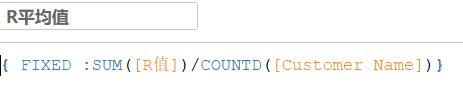 R平均值
{ FIXED :SUM([R值])/COUNTD([Customer Name])}